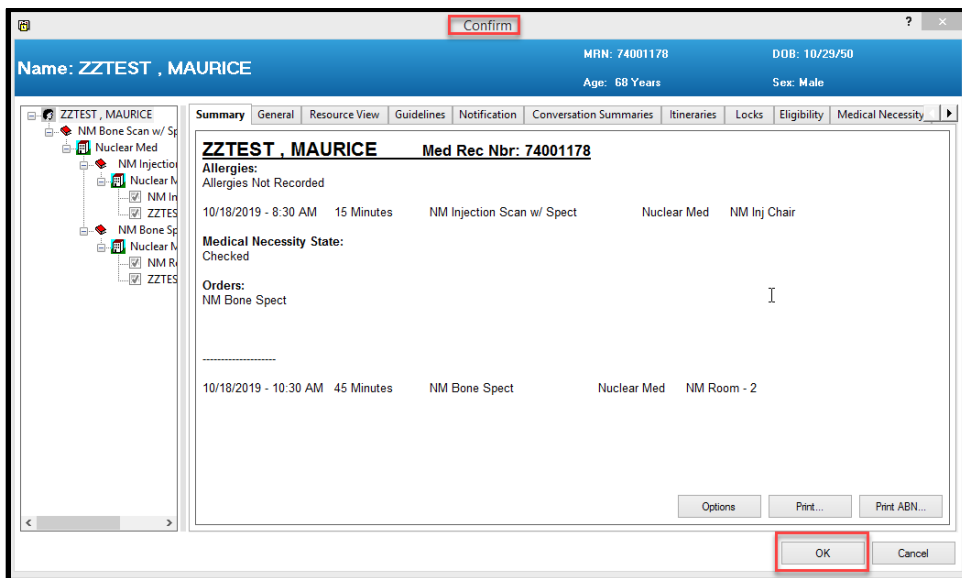 Confirm
?
Name: ZZTEST , MAURICE
MRN: 74001178
DOB: 10/29/50
Age: 68 Years
Sex: Male
ZZTEST , MAURICE
NM Bone Scan w/ Sp
Nuclear Med
NM Injection
Nuclear M
NM In
ZZTES
NM Bone Sp
Nuclear M
NM R
ZZTES
Summary General Resource View Guidelines Notification Conversation Summaries Itineraries Locks Eligibility Medical Necessity
ZZTEST , MAURICE Med Rec Nbr: 74001178
Allergies:
Allergies Not Recorded
10/18/2019 - 8:30 AM 15 Minutes NM Injection Scan w/ Spect Nuclear Med NM Inj Chair
Medical Necessity State:
Checked
Orders:
NM Bone Spect
--------------------
10/18/2019 - 10:30 AM 45 Minutes NM Bone Spect Nuclear Med NM Room - 2
Options Print... Print ABN...
OK Cancel